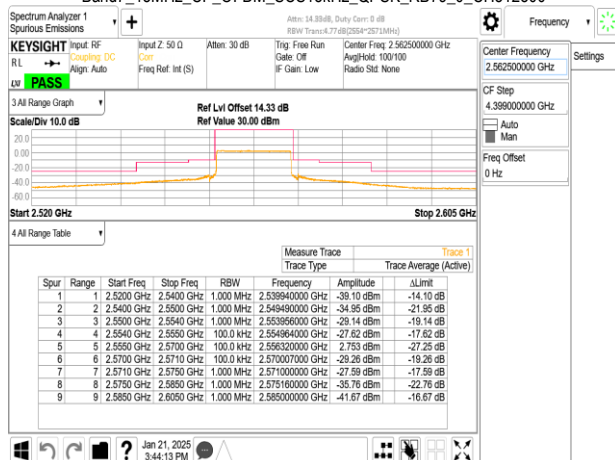 Spectrum Analyzer 1
Spurious Emissions
Attn: 14.33dB, Duty Corr: 0 dB
RBW Tranc4.77dB(2554*2571MHz)
Frequency
KEYSIGHT
RL
PASS
Input: RF
Coupling: DC
Align: Auto
Input Z: 50 Ω
Corr
Freq Ref: Int (S)
Atten: 30 dB
Trig: Free Run
Gate: Off
IF Gain: Low
Center Freq: 2.562500000 GHz
Avg|Hold: 100/100
Radio Std: None
Center Frequency
2.562500000 GHz
Settings
CF Step
4.399000000 GHz
Auto
Man
Freq Offset
0 Hz
3 All Range Graph
Scale/Div 10.0 dB
Ref Lvl Offset 14.33 dB
Ref Value 30.00 dBm
20.0
0.00
-20.0
-40.0
-60.0
Start 2.520 GHz
Stop 2.605 GHz
4 All Range Table
Measure Trace Trace 1
Trace Type Trace Average (Active)
Spur Range Start Freq Stop Freq RBW Frequency Amplitude ΔLimit
1 1 2.5200 GHz 2.5400 GHz 1.000 MHz 2.539940000 GHz -39.10 dBm -14.10 dB
2 2 2.5400 GHz 2.5500 GHz 1.000 MHz 2.549490000 GHz -34.95 dBm -21.95 dB
3 3 2.5500 GHz 2.5540 GHz 1.000 MHz 2.553956000 GHz -29.14 dBm -19.14 dB
4 4 2.5540 GHz 2.5550 GHz 100.0 kHz 2.554964000 GHz -27.62 dBm -17.62 dB
5 5 2.5550 GHz 2.5700 GHz 100.0 kHz 2.556320000 GHz 2.753 dBm -27.25 dB
6 6 2.5700 GHz 2.5710 GHz 100.0 kHz 2.570007000 GHz -29.26 dBm -19.26 dB
7 7 2.5710 GHz 2.5750 GHz 1.000 MHz 2.571000000 GHz -27.59 dBm -17.59 dB
8 8 2.5750 GHz 2.5850 GHz 1.000 MHz 2.575160000 GHz -35.76 dBm -22.76 dB
9 9 2.5850 GHz 2.6050 GHz 1.000 MHz 2.585000000 GHz -41.67 dBm -16.67 dB
Jan 21, 2025
3:44:13 PM